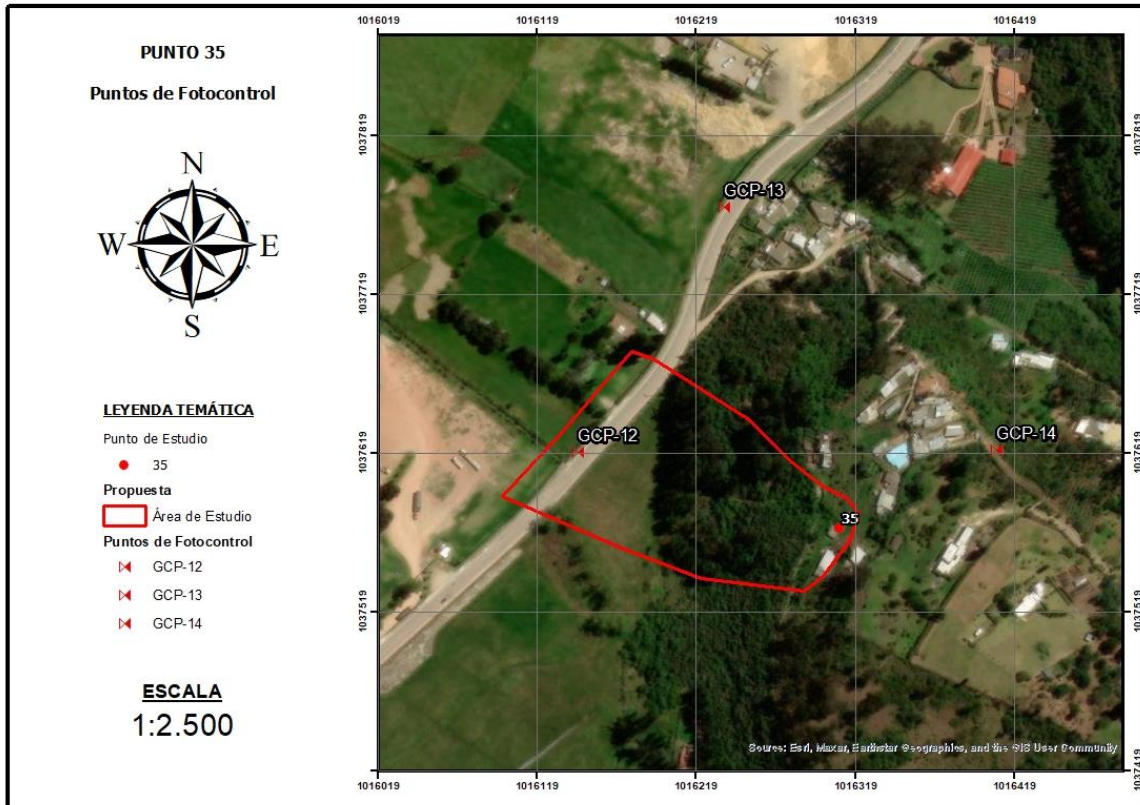 PUNTO 35
Puntos de Fotocontrol
N
W E
S
LEYENDA TEMÁTICA
Punto de Estudio
35
Propuesta
Área de Estudio
Puntos de Fotocontrol
GCP-12
GCP-13
GCP-14
ESCALA
1:2.500
1016019 1016119 1016219 1016319 1016419
1037819 1037819
GCP-13
1037719 1037719
GCP-12
GCP-14
1037619 1037619
35
1037519 1037519
Source: Esri, Maxar, Earthstar Geographics, and the GIS User Community
1037419
1016019 1016119 1016219 1016319 1016419